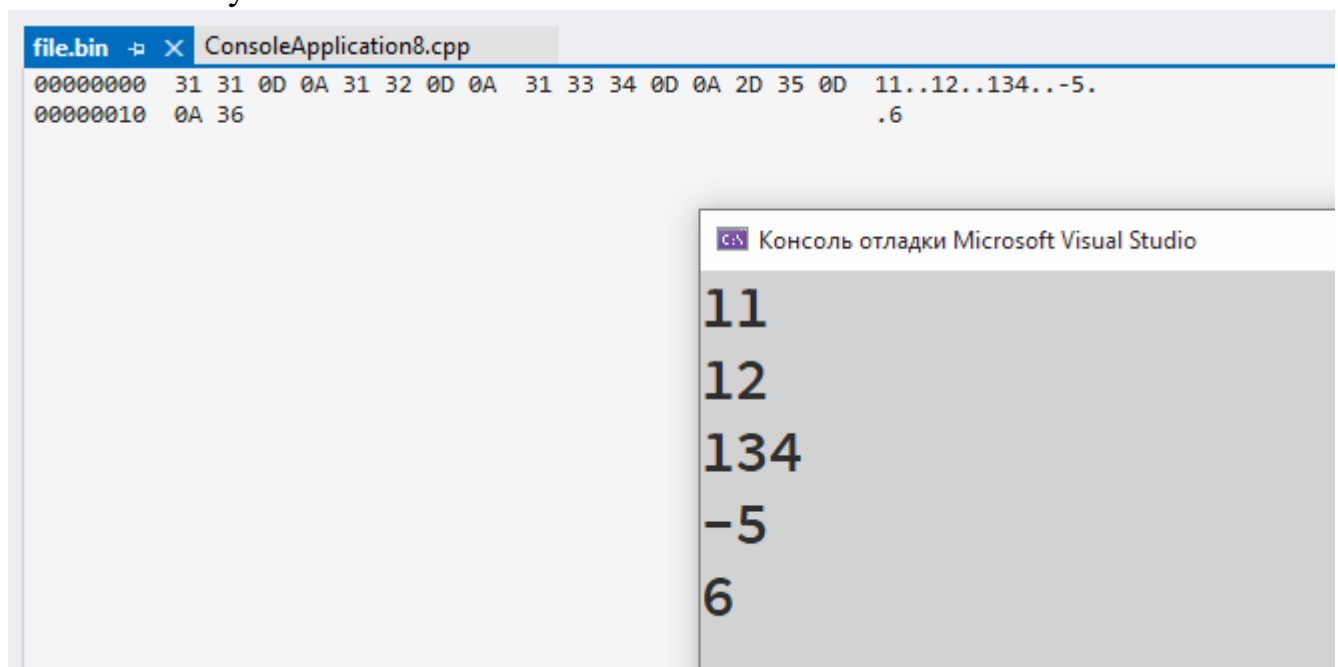 у
file.bin ConsoleApplication8.cpp
00000000 31 31 0D 0A 31 32 0D 0A 31 33 34 0D 0A 2D 35 0D 11..12..134..-5.
00000010 0A 36 .6
C:\ Консоль отладки Microsoft Visual Studio
11
12
134
-5
6